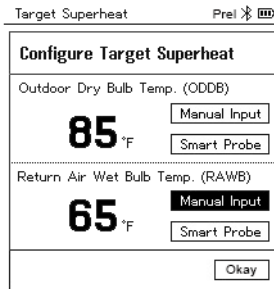 Target Superheat Prel
Configure Target Superheat
Outdoor Dry Bulb Temp. (ODDB)
85 °F
Manual Input
Smart Probe
Return Air Wet Bulb Temp. (RAWB)
65 °F
Manual Input
Smart Probe
Okay